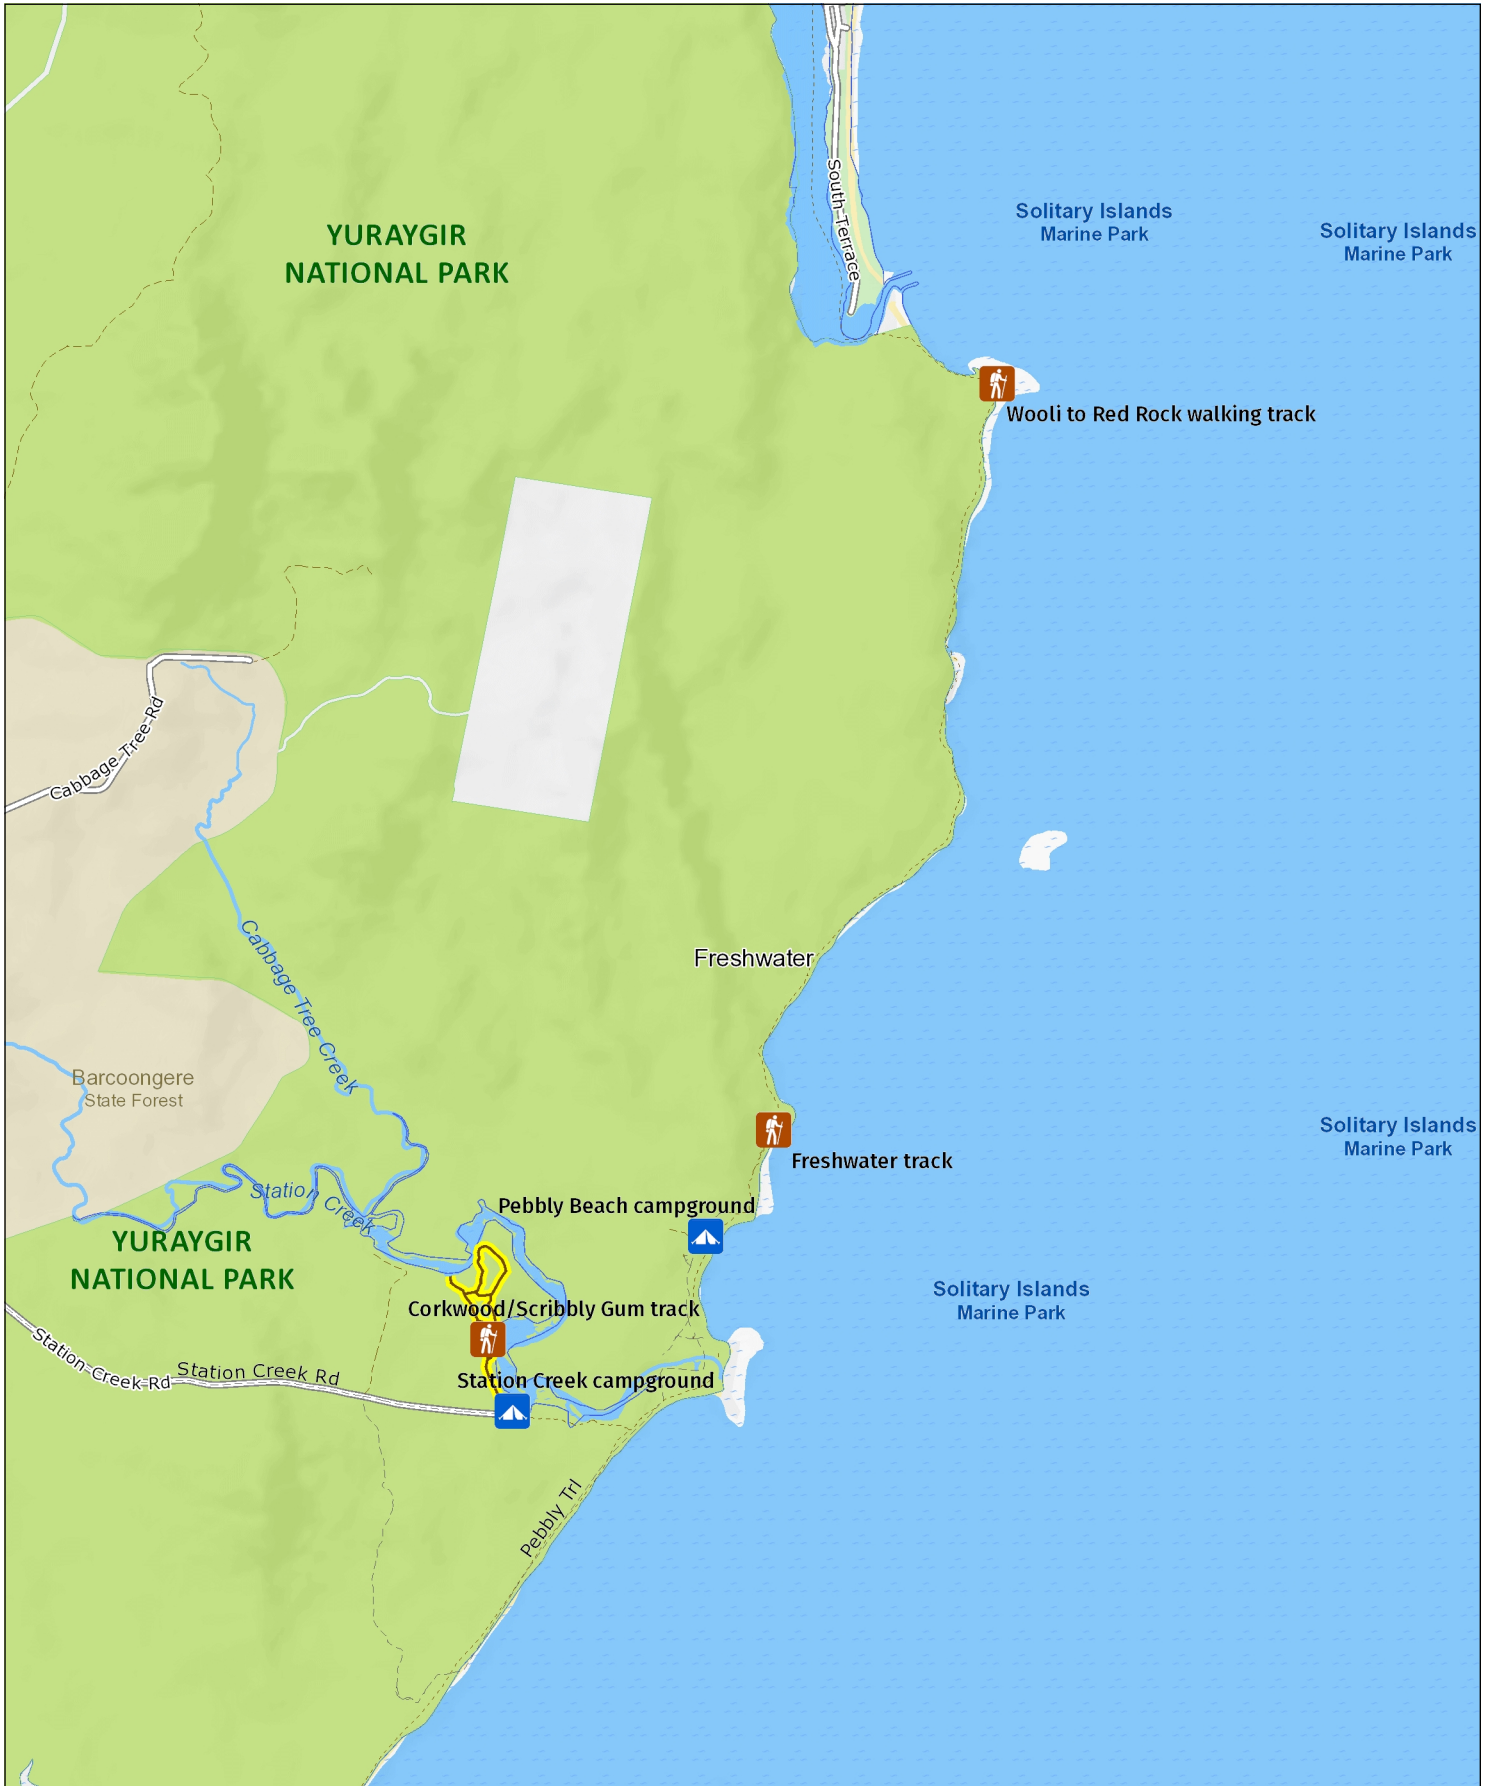 South Terrace
Solitary Islands
Marine Park
Solitary Islands
Marine Park
YURAYGIR
NATIONAL PARK
Wooli to Red Rock walking track
Cabbage Tree Rd
Cabbage Tree Creek
Freshwater
Barcoongere
State Forest
Solitary Islands
Marine Park
Freshwater track
Station Creek
Pebbly Beach campground
YURAYGIR
NATIONAL PARK
Solitary Islands
Marine Park
Corkwood/Scribbly Gum track
Station Creek Rd
Station Creek Rd
Station Creek campground
Pebbly Trl